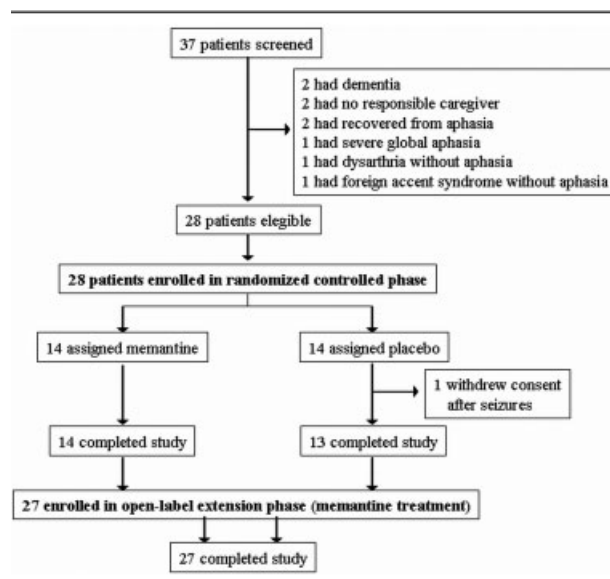 37 patients screened
2 had dementia
2 had no responsible caregiver
2 had recovered from aphasia
1 had severe global aphasia
1 had dysarthria without aphasia
1 had foreign accent syndrome without aphasia
28 patients elegible
28 patients enrolled in randomized controlled phase
14 assigned memantine
14 assigned placebo
1 withdrew consent
after seizures
14 completed study
13 completed study
27 enrolled in open-label extension phase (memantine treatment)
27 completed study